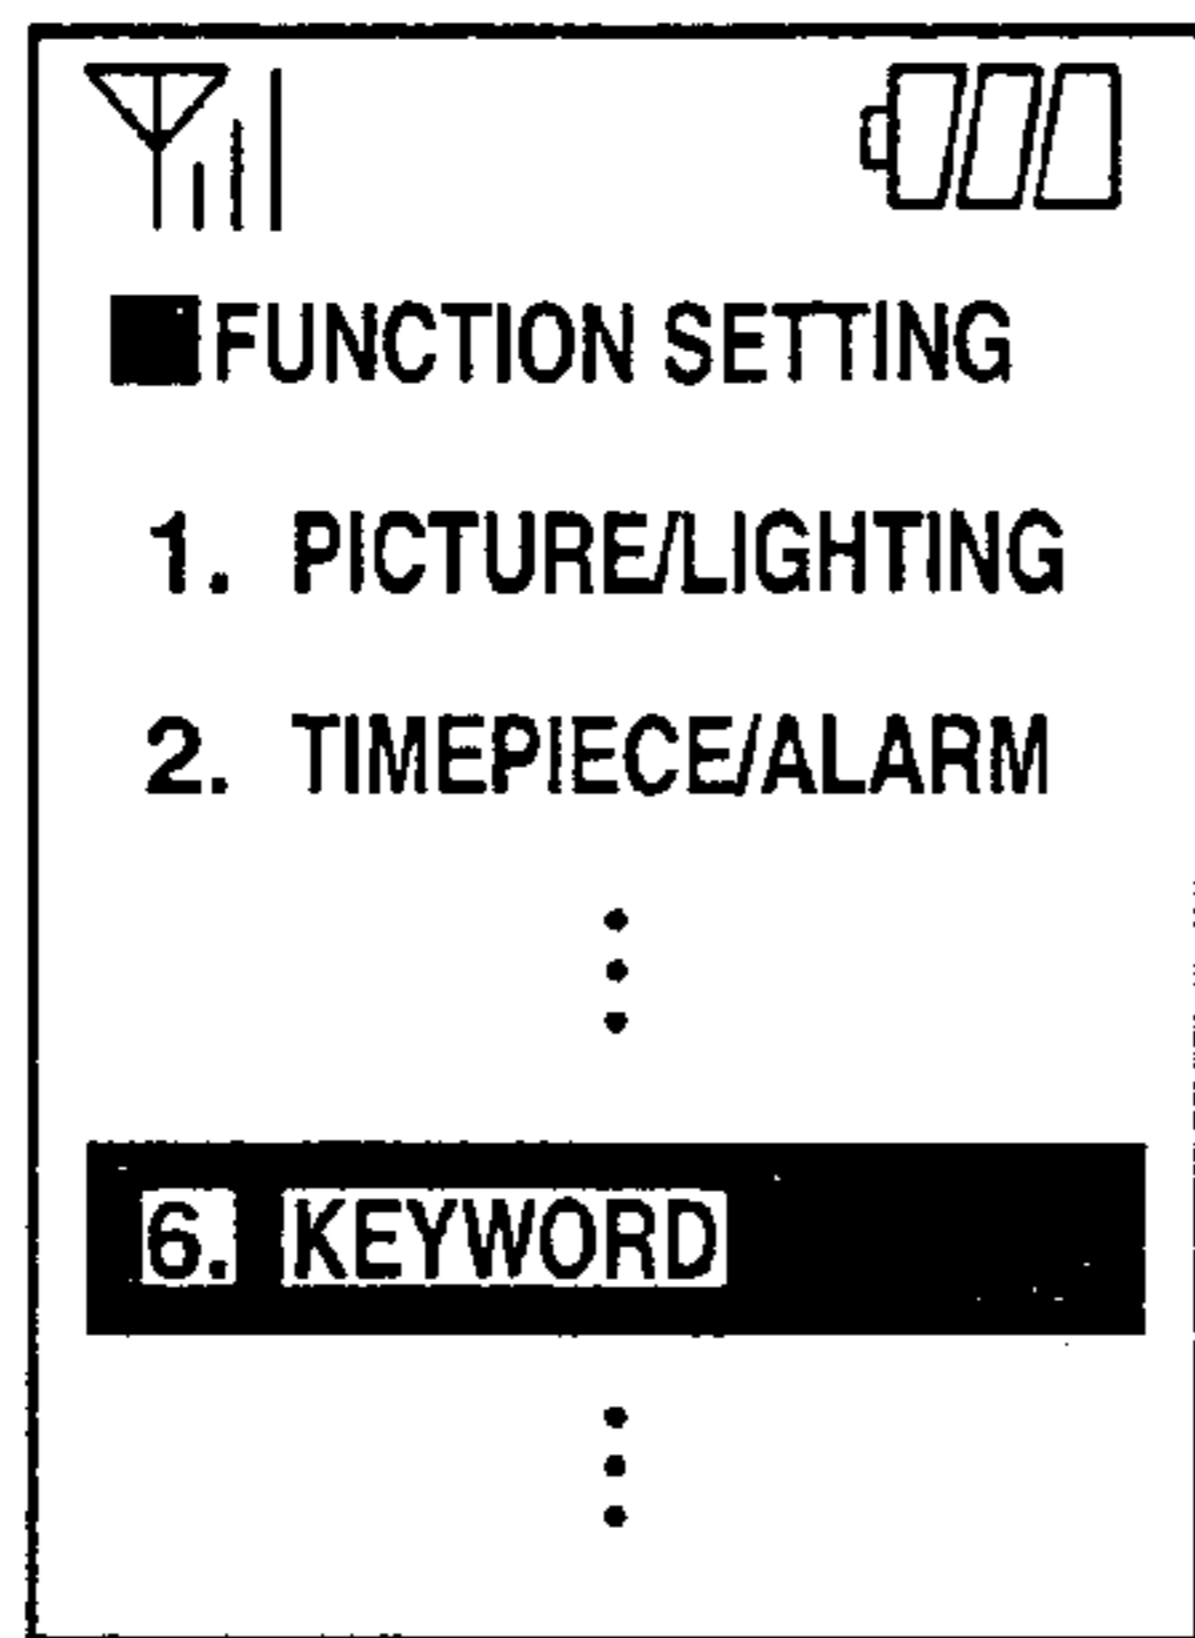 ■FUNCTION SETTING
1. PICTURE/LIGHTING
2. TIMEPIECE/ALARM
6. KEYWORD